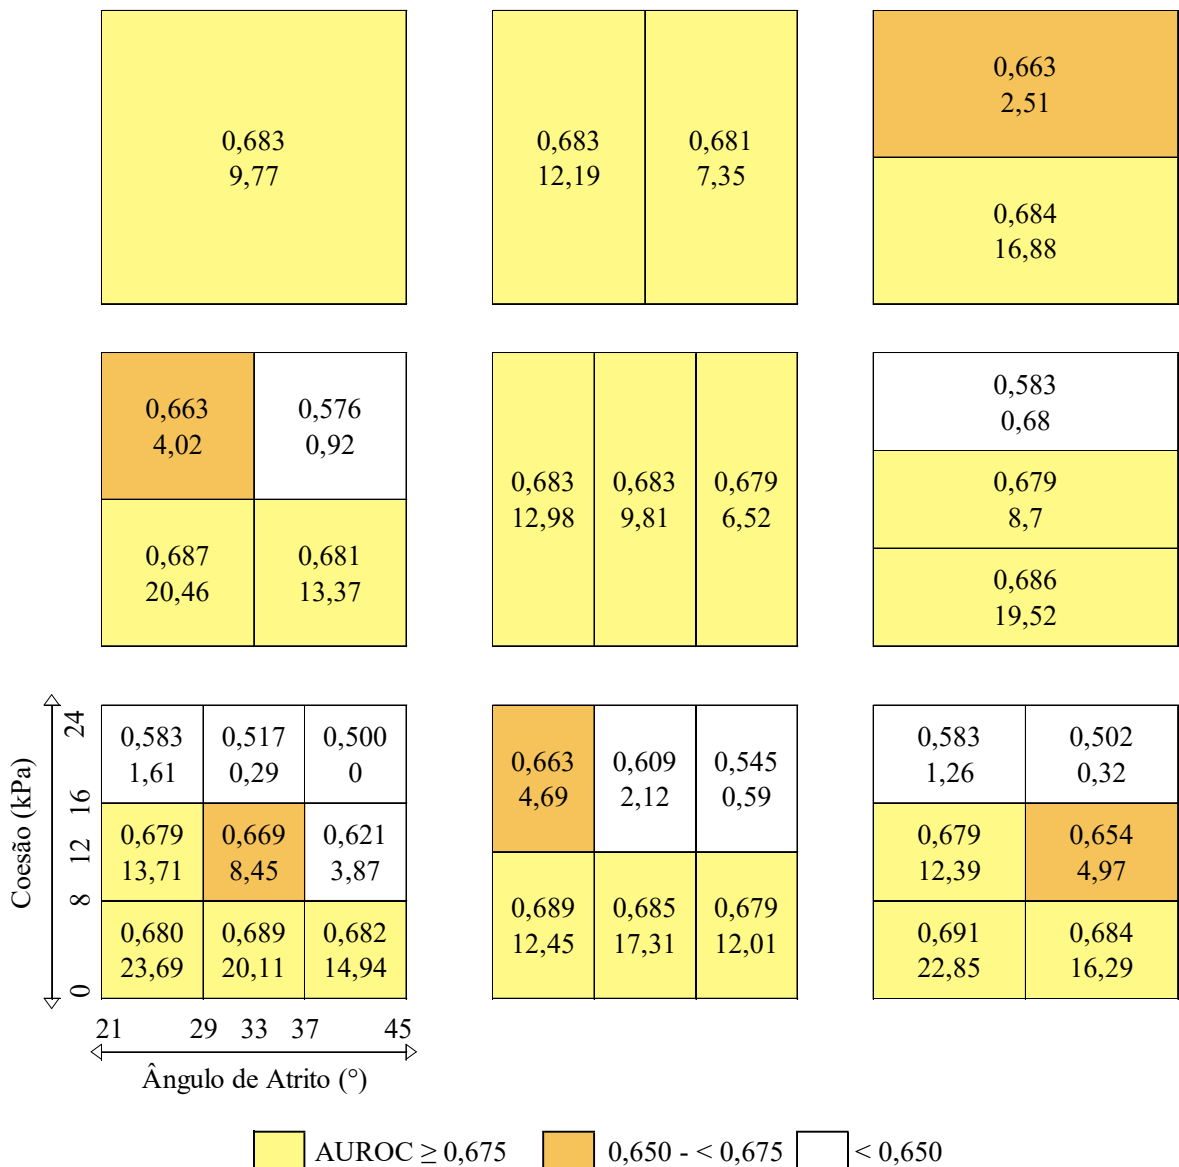 0,683
9,77
0,683
12,19
0,681
7,35
0,663
2,51
0,684
16,88
0,663
4,02
0,576
0,92
0,687
20,46
0,681
13,37
0,683
12,98
0,683
9,81
0,679
6,52
0,583
0,68
0,679
8,7
0,686
19,52
Coesão (kPa)
24
16
12
8
0
0,583 0,517 0,500
1,61 0,29 0
0,679 0,669 0,621
13,71 8,45 3,87
0,680 0,689 0,682
23,69 20,11 14,94
21 29 33 37 45
Ângulo de Atrito (°)
0,663 0,609 0,545
4,69 2,12 0,59
0,689 0,685 0,679
12,45 17,31 12,01
0,583 0,502
1,26 0,32
0,679 0,654
12,39 4,97
0,691 0,684
22,85 16,29
AUROC ≥ 0,675 0,650 - < 0,675 < 0,650